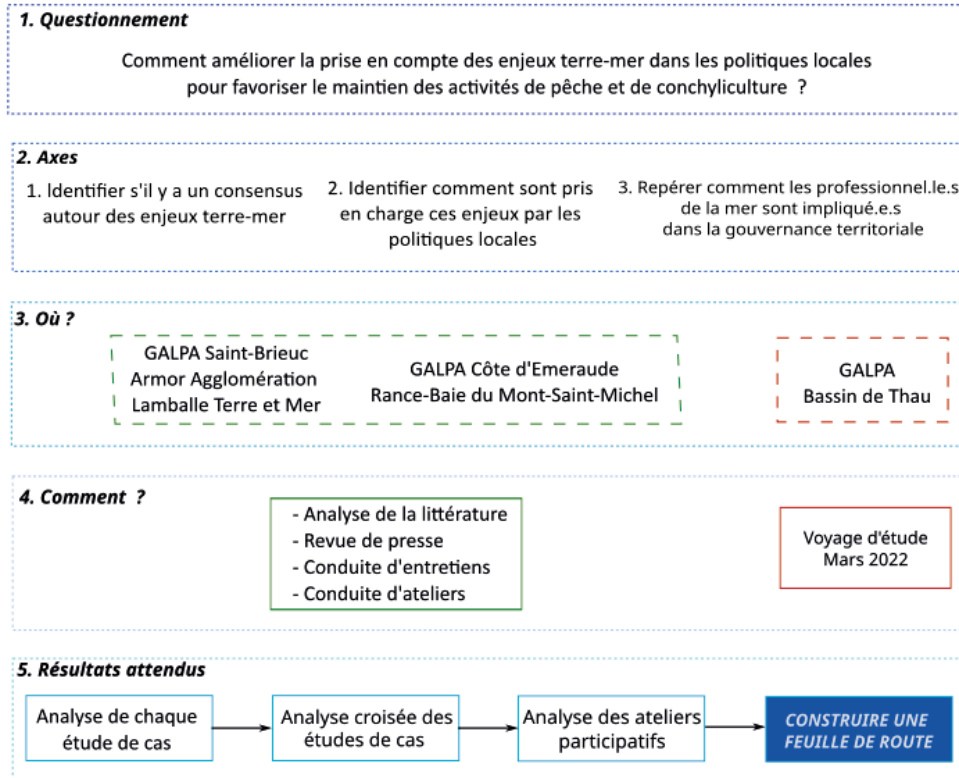 1. Questionnement
Comment améliorer la prise en compte des enjeux terre-mer dans les politiques locales
pour favoriser le maintien des activités de pêche et de conchyliculture ?
2. Axes
1. Identifier s'il y a un consensus
autour des enjeux terre-mer
2. Identifier comment sont pris
en charge ces enjeux par les
politiques locales
3. Repérer comment les professionnel.le.s
de la mer sont impliqué.e.s
dans la gouvernance territoriale
3. Où ?
GALPA Saint-Brieuc
Armor Agglomération
Lamballe Terre et Mer
GALPA Côte d'Emeraude
Rance-Baie du Mont-Saint-Michel
GALPA
Bassin de Thau
4. Comment ?
- Analyse de la littérature
- Revue de presse
- Conduite d'entretiens
- Conduite d'ateliers
Voyage d'étude
Mars 2022
5. Résultats attendus
Analyse de chaque
étude de cas
Analyse croisée des
études de cas
Analyse des ateliers
participatifs
CONSTRUIRE UNE
FEUILLE DE ROUTE